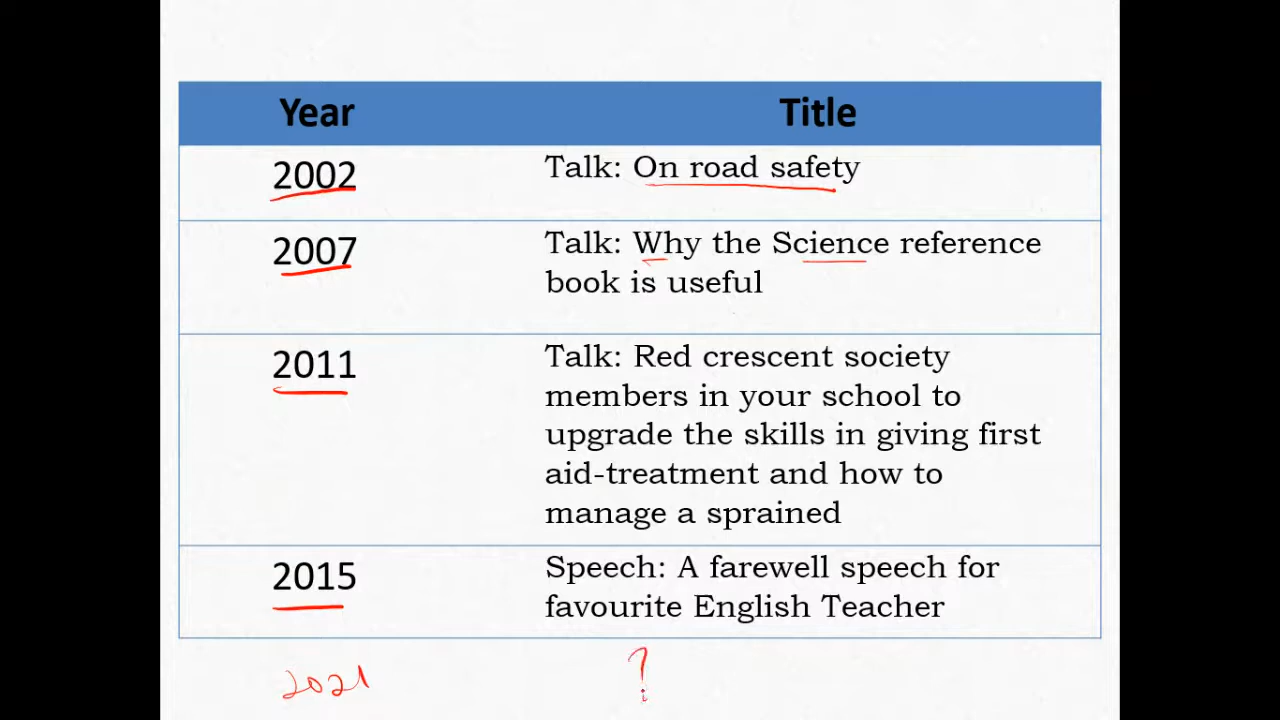 Year Title
2002 Talk: On road safety
2007 Talk: Why the Science reference
book is useful
2011 Talk: Red crescent society
members in your school to
upgrade the skills in giving first
aid-treatment and how to
manage a sprained
2015 Speech: A farewell speech for
favourite English Teacher
2021 ?